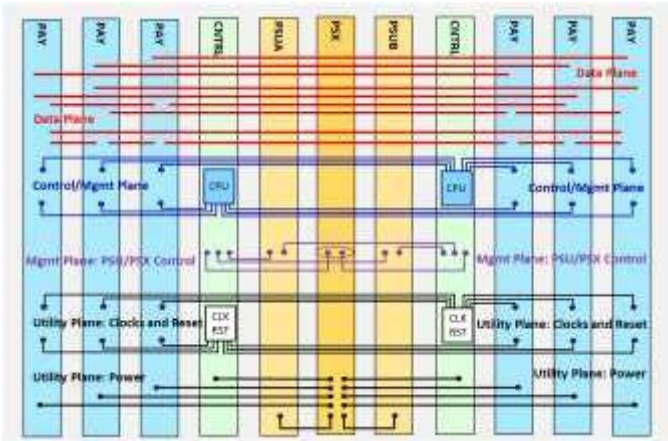 PAY PAY PAY CNTRL PSUA PSX PSUB CNTRL PAY PAY PAY
Data Plane
Data Plane
Control/Mgmt Plane CPU CPU Control/Mgmt Plane
Mgmt Plane: PSU/PSX Control Mgmt Plane: PSU/PSX Control
Utility Plane: Clocks and Reset CLK CLK Utility Plane: Clocks and Reset
RST RST
Utility Plane: Power Utility Plane: Power